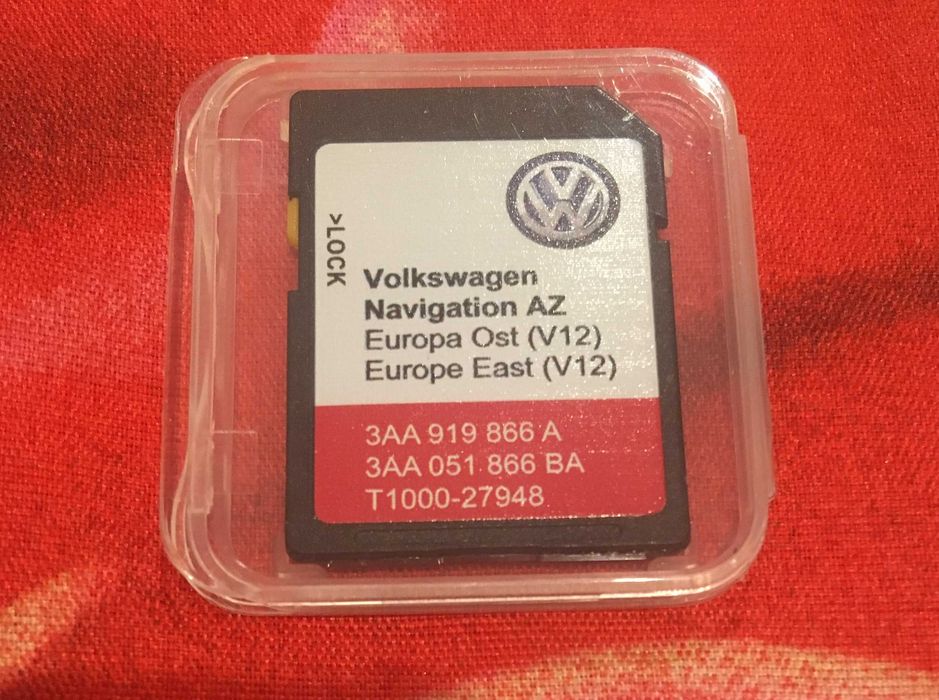 >LOCK
Volkswagen
Navigation AZ
Europa Ost (V12)
Europe East (V12)
3AA 919 866 A
3AA 051 866 BA
T1000-27948